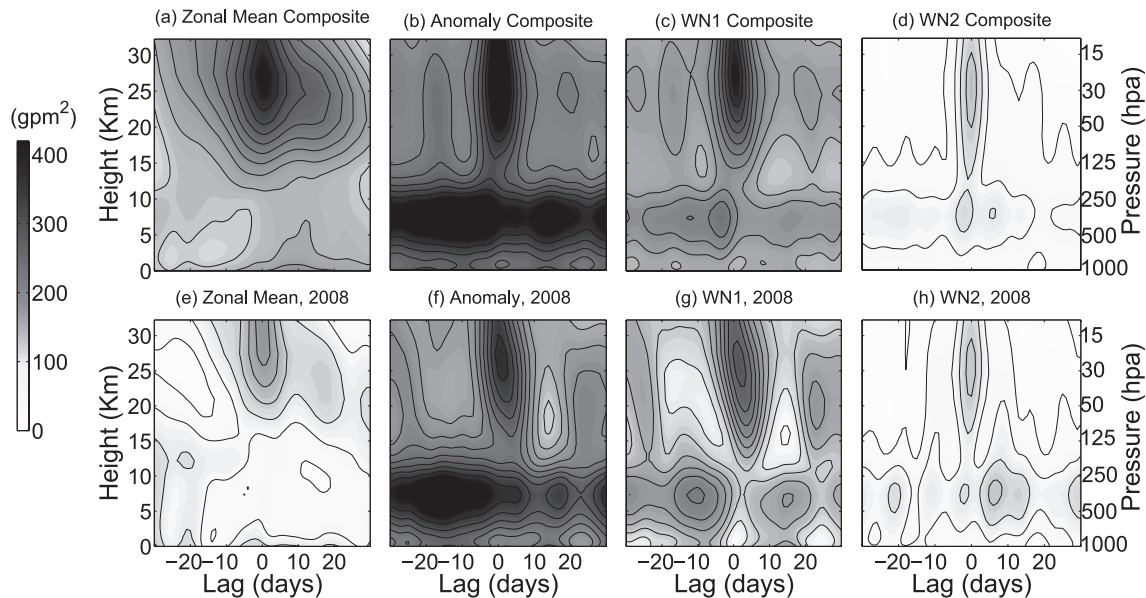 (a) Zonal Mean Composite
(b) Anomaly Composite
(c) WN1 Composite
(d) WN2 Composite
(gpm²)
400
300
200
100
0
Height (Km)
30
25
20
15
10
5
0
15
30
50
125
250
500
1000
Pressure (hpa)
(e) Zonal Mean, 2008
(f) Anomaly, 2008
(g) WN1, 2008
(h) WN2, 2008
Height (Km)
30
25
20
15
10
5
0
15
30
50
125
250
500
1000
Pressure (hpa)
−20 −10 0 10 20
−20 −10 0 10 20
−20 −10 0 10 20
−20 −10 0 10 20
Lag (days)
Lag (days)
Lag (days)
Lag (days)